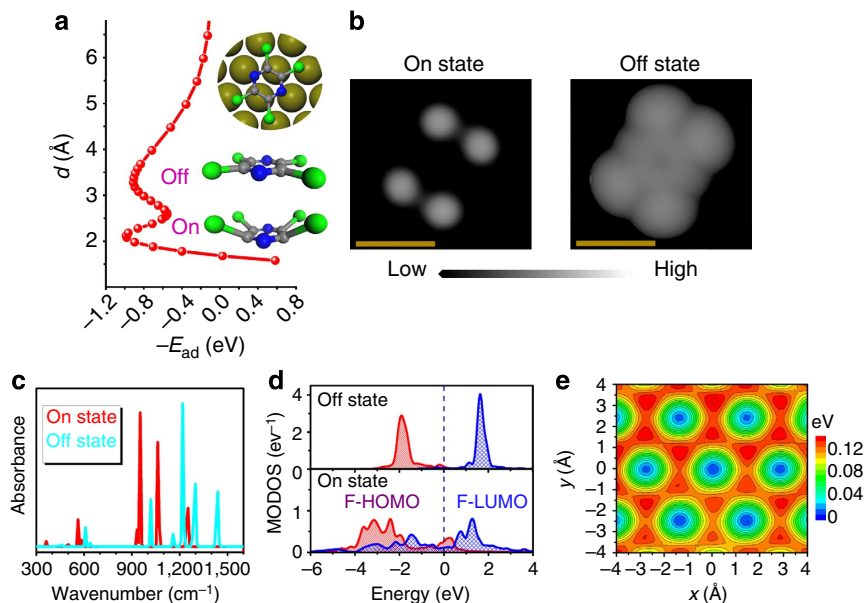 a
6
5
4
3
2
d (Å)
Off
On
−1.2
−0.8
−0.4
0.0
0.4
0.8
−E_ad (eV)
b
On state
Off state
Low
High
c
On state
Off state
Absorbance
300
600
900
1,200
1,500
Wavenumber (cm⁻¹)
d
Off state
4
2
0
On state
F-HOMO
F-LUMO
1
0
MODOS (ev⁻¹)
−6
−4
−2
0
2
4
Energy (eV)
e
4
3
2
1
0
−1
−2
−3
−4
y (Å)
−4
−3
−2
−1
0
1
2
3
4
x (Å)
eV
0.12
0.08
0.04
0